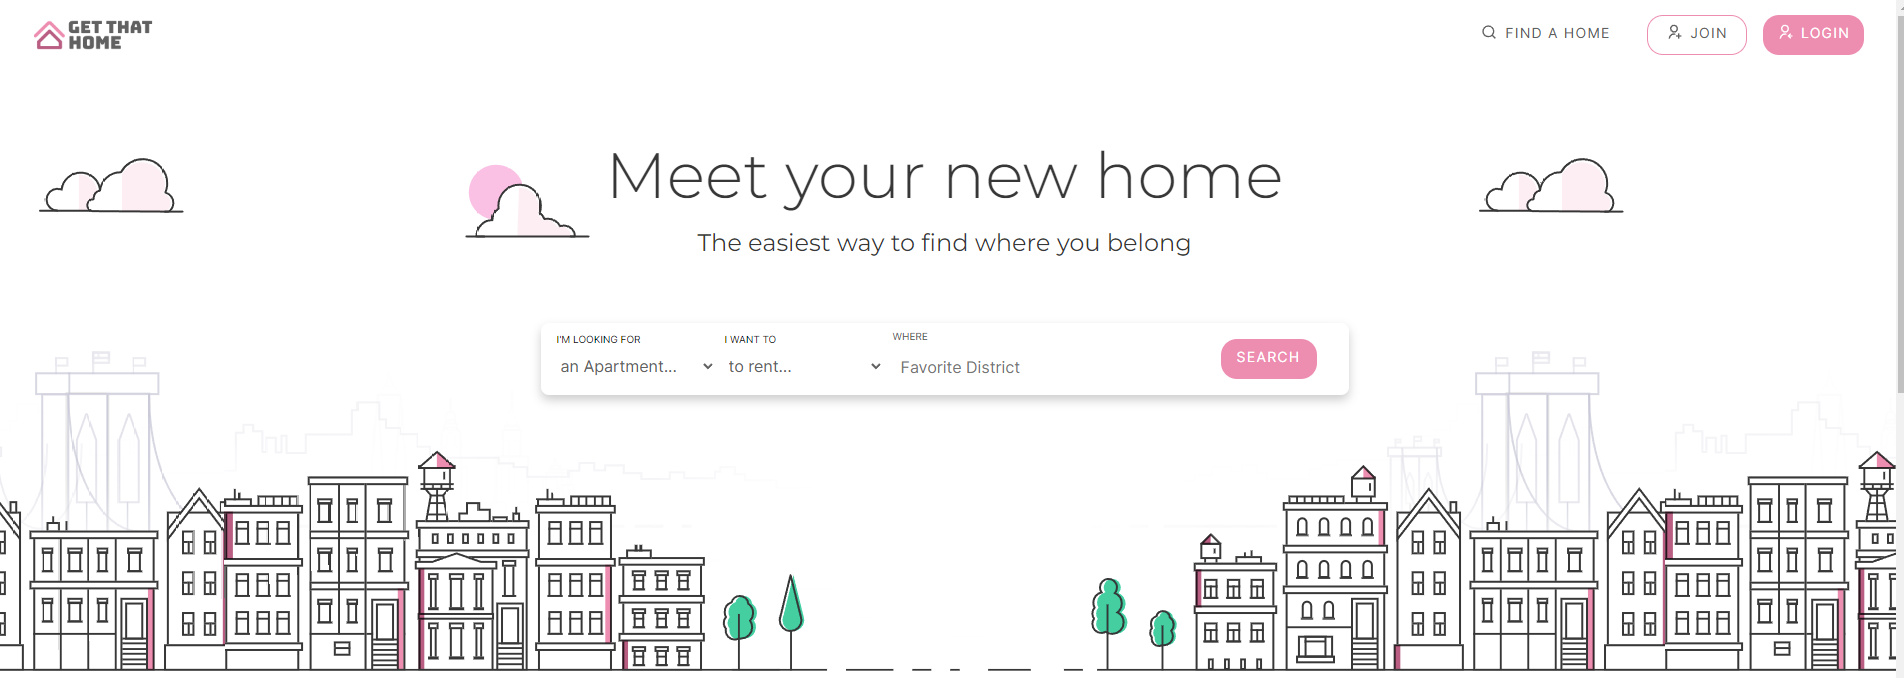 GET THAT
HOME
FIND A HOME
JOIN
LOGIN
Meet your new home
The easiest way to find where you belong
I'M LOOKING FOR
an Apartment...
I WANT TO
to rent...
WHERE
Favorite District
SEARCH